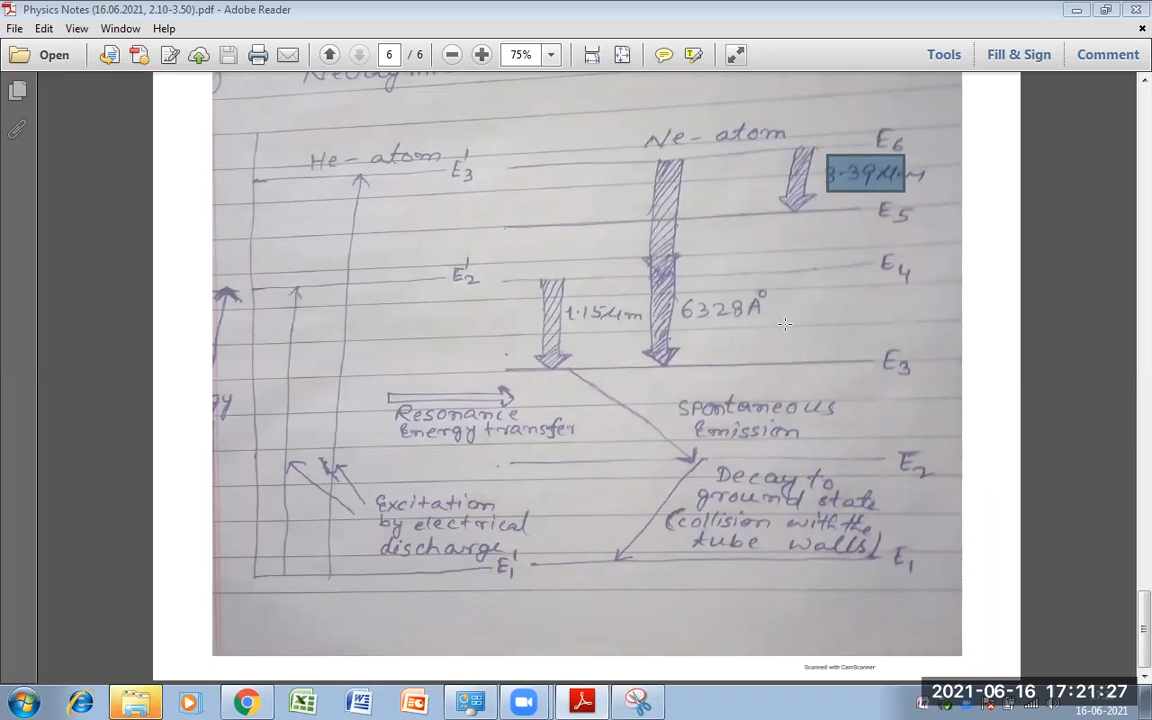 Physics Notes (16.06.2021, 2.10-3.50).pdf - Adobe Reader
File Edit View Window Help
Open 6 / 6 75% Tools Fill & Sign Comment
He-atom
E₃'
Ne-atom
E₆
3.39μm
E₅
E₄
E₂'
1.15μm
6328A°
E₃
Resonance
Energy transfer
Spontaneous
Emission
E₂
Excitation
by electrical
discharge
Decay to
ground state
(collision with the
tube walls)
E₁'
E₁
Scanned with CamScanner
2021-06-16 17:21:27
16-06-2021